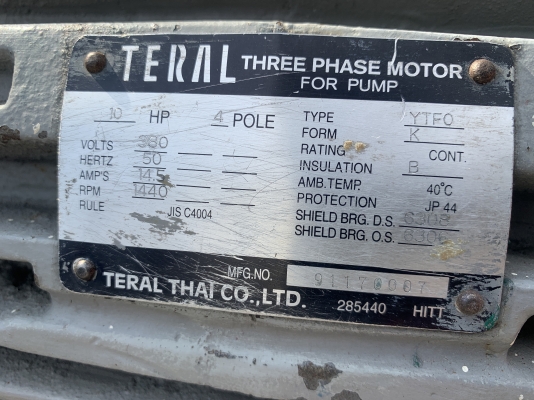 TERAL THREE PHASE MOTOR
FOR PUMP
10 HP 4 POLE
VOLTS 380
HERTZ 50
AMP'S 14.5
RPM 1440
RULE JIS C4004
TYPE YTFO
FORM K
RATING CONT.
INSULATION B
AMB.TEMP. 40°C
PROTECTION JP 44
SHIELD BRG. D.S. 6308
SHIELD BRG. O.S.
MFG.NO. 91170007
TERAL THAI CO.,LTD.
285440 HITT